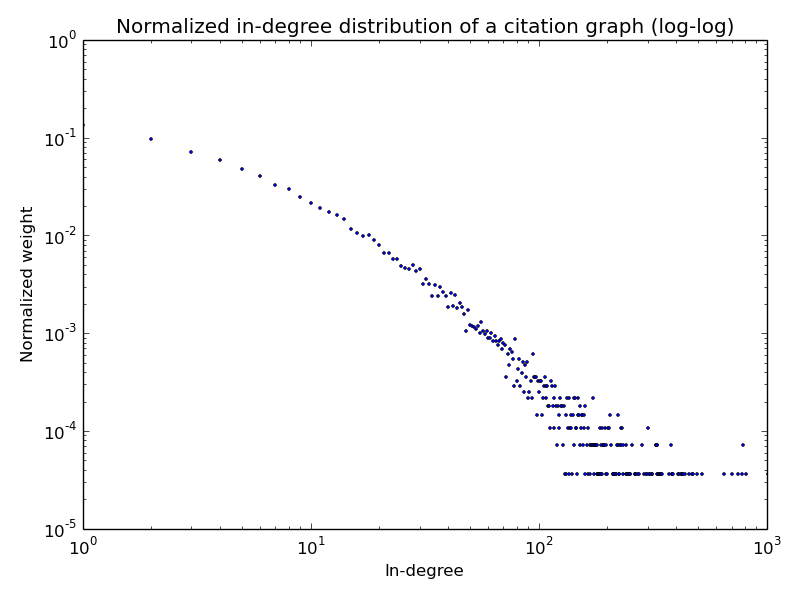 Normalized in-degree distribution of a citation graph (log-log)
10^0
10^-1
10^-2
10^-3
10^-4
10^-5
Normalized weight
10^0 10^1 10^2 10^3
In-degree